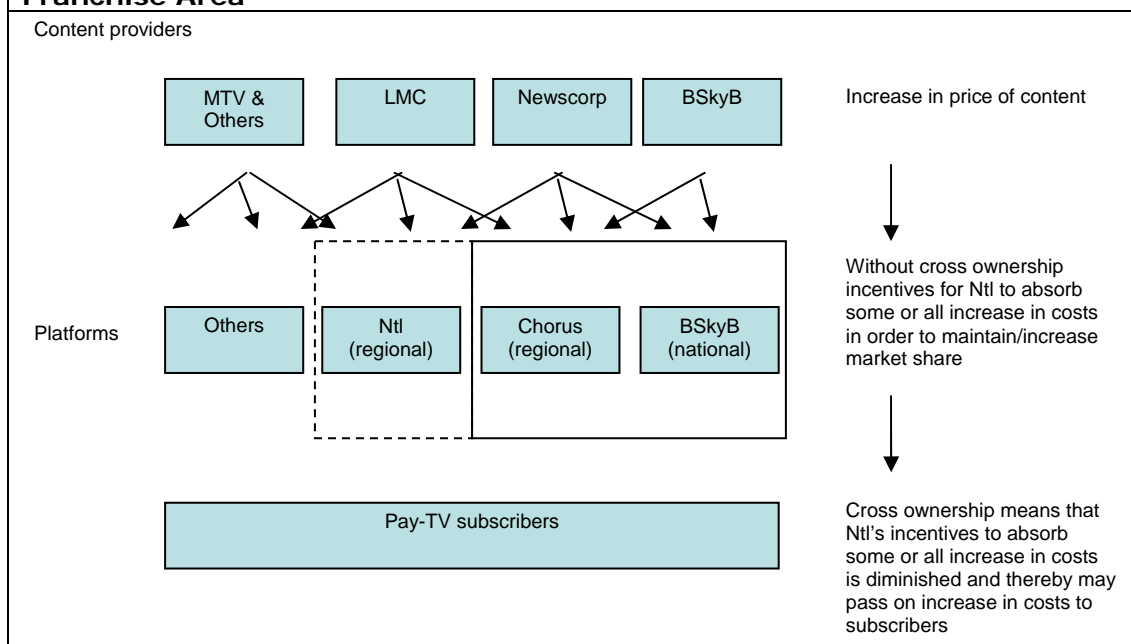 Franchise Area
Content providers
MTV &
Others
LMC
Newscorp
BSkyB
Increase in price of content
Without cross ownership
incentives for Ntl to absorb
some or all increase in costs
in order to maintain/increase
market share
Platforms
Others
Ntl
(regional)
Chorus
(regional)
BSkyB
(national)
Pay-TV subscribers
Cross ownership means that
Ntl's incentives to absorb
some or all increase in costs
is diminished and thereby may
pass on increase in costs to
subscribers